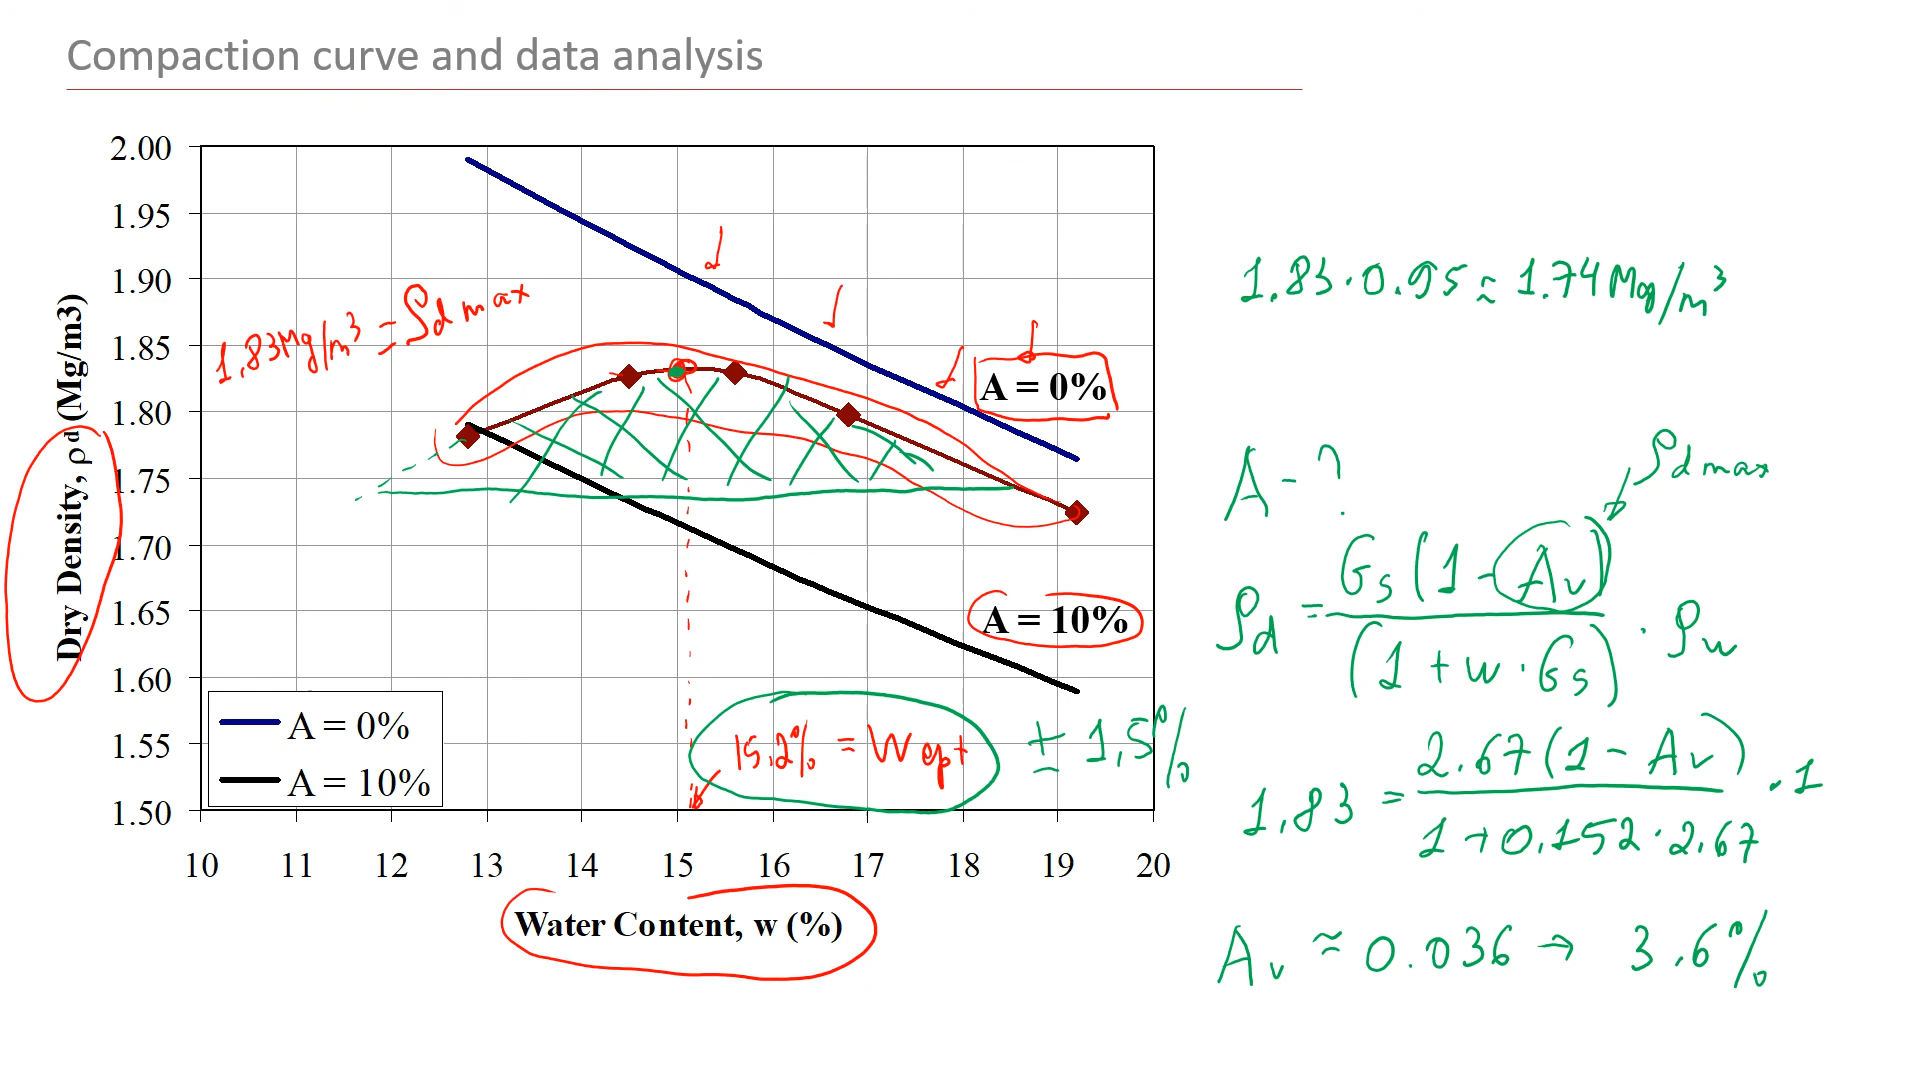 Compaction curve and data analysis
2.00
1.95
1.90
1.85
1.80
1.75
1.70
1.65
1.60
1.55
1.50
Dry Density, ρd (Mg/m3)
1,83Mg/m³ = ρd max
A = 0%
A = 10%
A = 0%
A = 10%
15.2% = Wopt ± 1,5%
10 11 12 13 14 15 16 17 18 19 20
Water Content, w (%)
1.83·0.95 ≈ 1.74 Mg/m³
A - ?
ρd max
ρd = Gs(1-Av) / (1+w·Gs) · ρw
1,83 = 2.67(1-Av) / 1+0.152·2.67 · 1
Av ≈ 0.036 → 3.6%